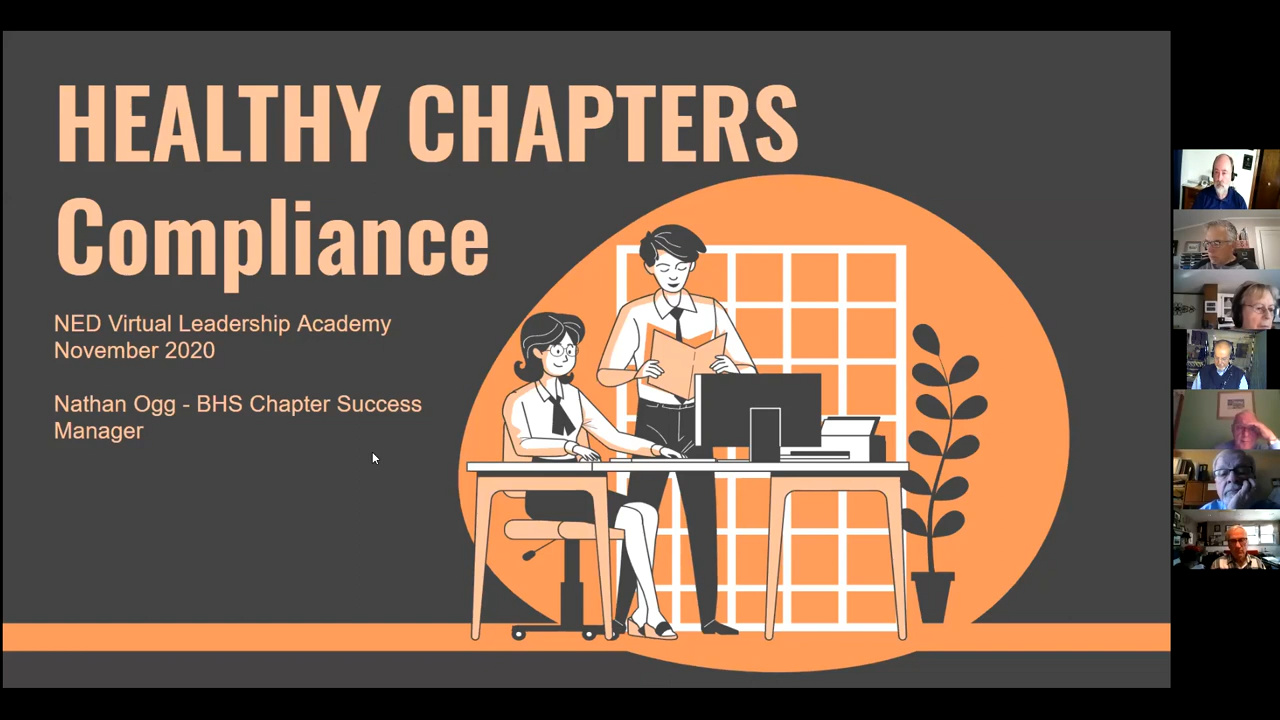 HEALTHY CHAPTERS
Compliance
NED Virtual Leadership Academy
November 2020
Nathan Ogg - BHS Chapter Success
Manager